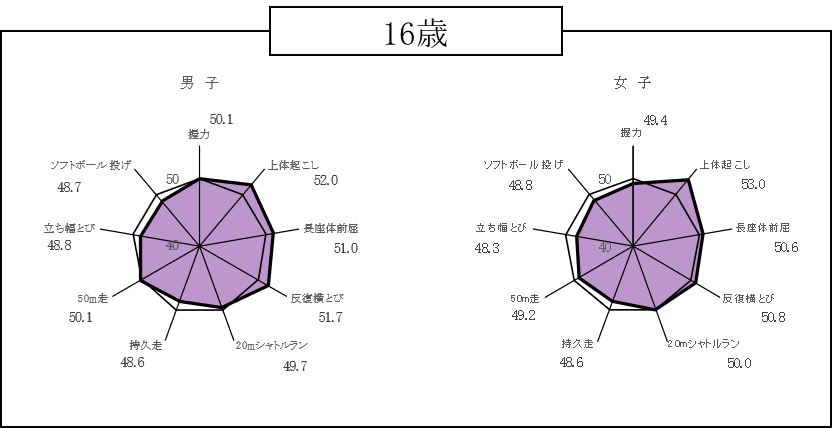 16歳
男 子
50.1
握力
ソフトボール投げ
48.7
上体起こし
52.0
50
立ち幅とび
48.8
長座体前屈
51.0
40
50m走
50.1
反復横とび
51.7
持久走
48.6
20mシャトルラン
49.7
女 子
49.4
握力
ソフトボール投げ
48.8
上体起こし
53.0
50
立ち幅とび
48.3
長座体前屈
50.6
40
50m走
49.2
反復横とび
50.8
持久走
48.6
20mシャトルラン
50.0